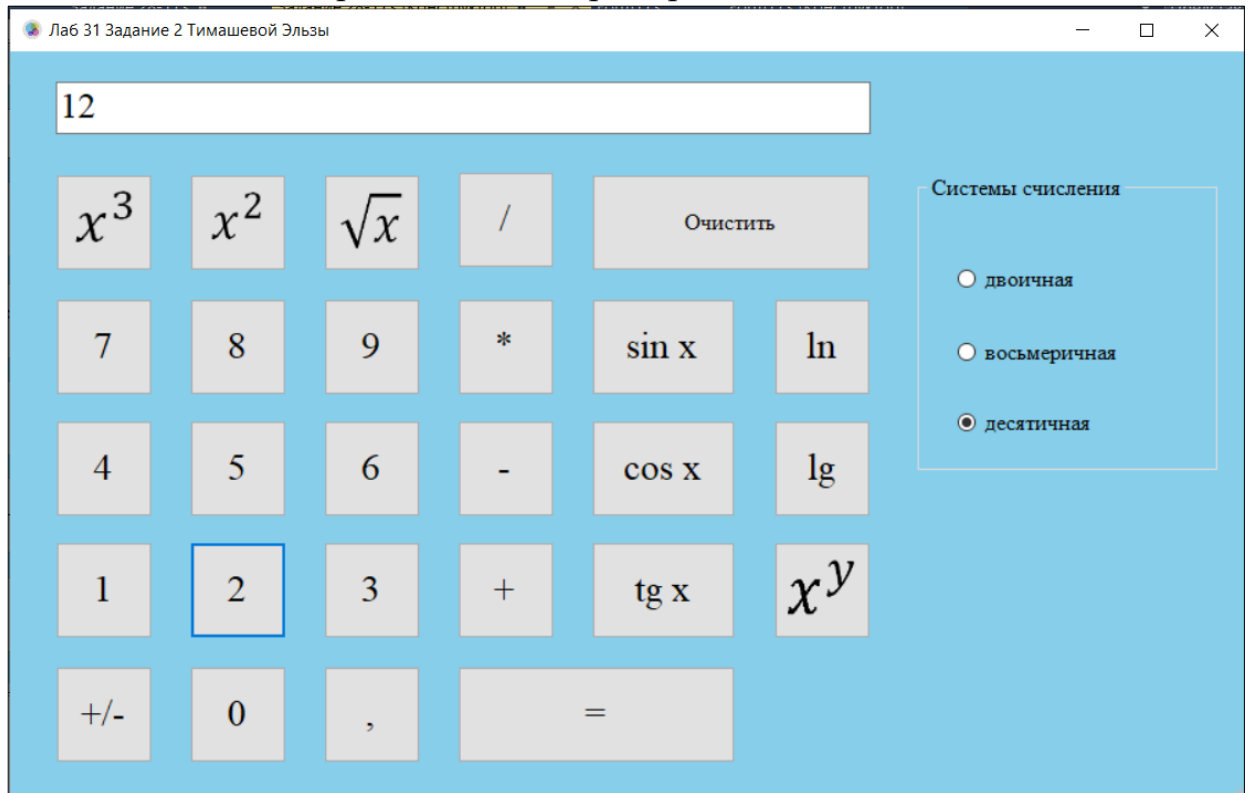 Лаб 31 Задание 2 Тимашевой Эльзы
12
x³ x² √x / Очистить
Системы счисления
двоичная
7 8 9 * sin x ln
восьмеричная
десятичная
4 5 6 - cos x lg
1 2 3 + tg x xʸ
+/- 0 , =